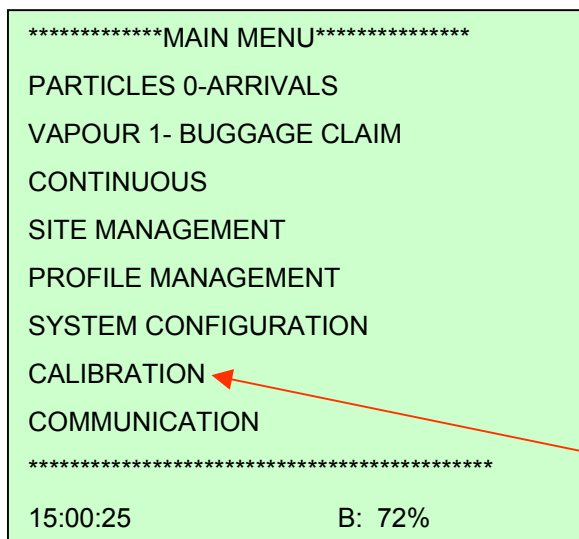 *************MAIN MENU***************
PARTICLES 0-ARRIVALS
VAPOUR 1- BUGGAGE CLAIM
CONTINUOUS
SITE MANAGEMENT
PROFILE MANAGEMENT
SYSTEM CONFIGURATION
CALIBRATION
COMMUNICATION
*********************************************
15:00:25 B: 72%